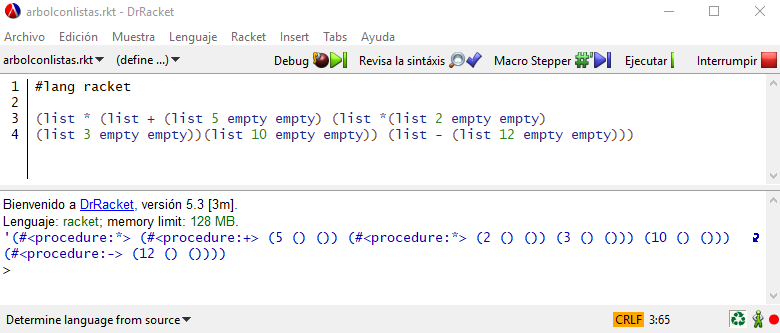 arbolconlistas.rkt - DrRacket
Archivo Edición Muestra Lenguaje Racket Insert Tabs Ayuda
arbolconlistas.rkt (define ...) Debug Revisa la sintáxis Macro Stepper Ejecutar Interrumpir
1 #lang racket
2
3 (list * (list + (list 5 empty empty) (list *(list 2 empty empty)
4 (list 3 empty empty))(list 10 empty empty)) (list - (list 12 empty empty)))
Bienvenido a DrRacket, versión 5.3 [3m].
Lenguaje: racket; memory limit: 128 MB.
'(#<procedure:*> (#<procedure:+> (5 () ()) (#<procedure:*> (2 () ()) (3 () ())) (10 () ()))
(#<procedure:-> (12 () ())))
>
Determine language from source CRLF 3:65